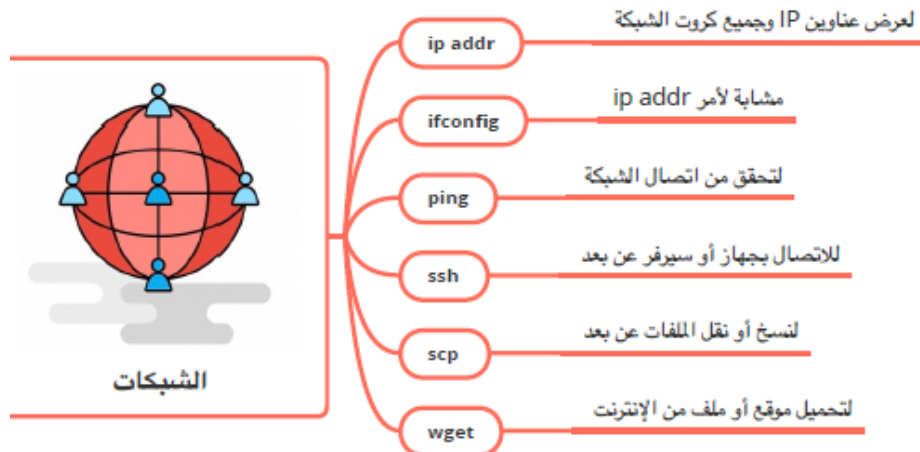 الشبكات
ip addr
لعرض عناوين IP وجميع كروت الشبكة
ifconfig
مشابة لأمر ip addr
ping
لتحقق من اتصال الشبكة
ssh
للاتصال بجهاز أو سيرفر عن بعد
scp
لنسخ أو نقل الملفات عن بعد
wget
لتحميل موقع أو ملف من الإنترنت